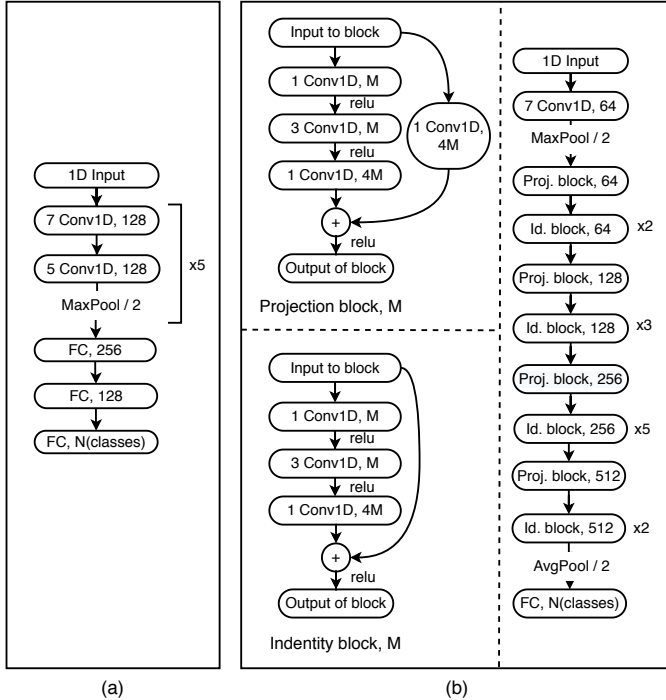 1D Input
7 Conv1D, 128
5 Conv1D, 128
x5
MaxPool / 2
FC, 256
FC, 128
FC, N(classes)
(a)
Input to block
1 Conv1D, M
relu
3 Conv1D, M
relu
1 Conv1D, 4M
1 Conv1D,
4M
+
relu
Output of block
Projection block, M
Input to block
1 Conv1D, M
relu
3 Conv1D, M
relu
1 Conv1D, 4M
+
relu
Output of block
Indentity block, M
1D Input
7 Conv1D, 64
MaxPool / 2
Proj. block, 64
Id. block, 64
x2
Proj. block, 128
Id. block, 128
x3
Proj. block, 256
Id. block, 256
x5
Proj. block, 512
Id. block, 512
x2
AvgPool / 2
FC, N(classes)
(b)